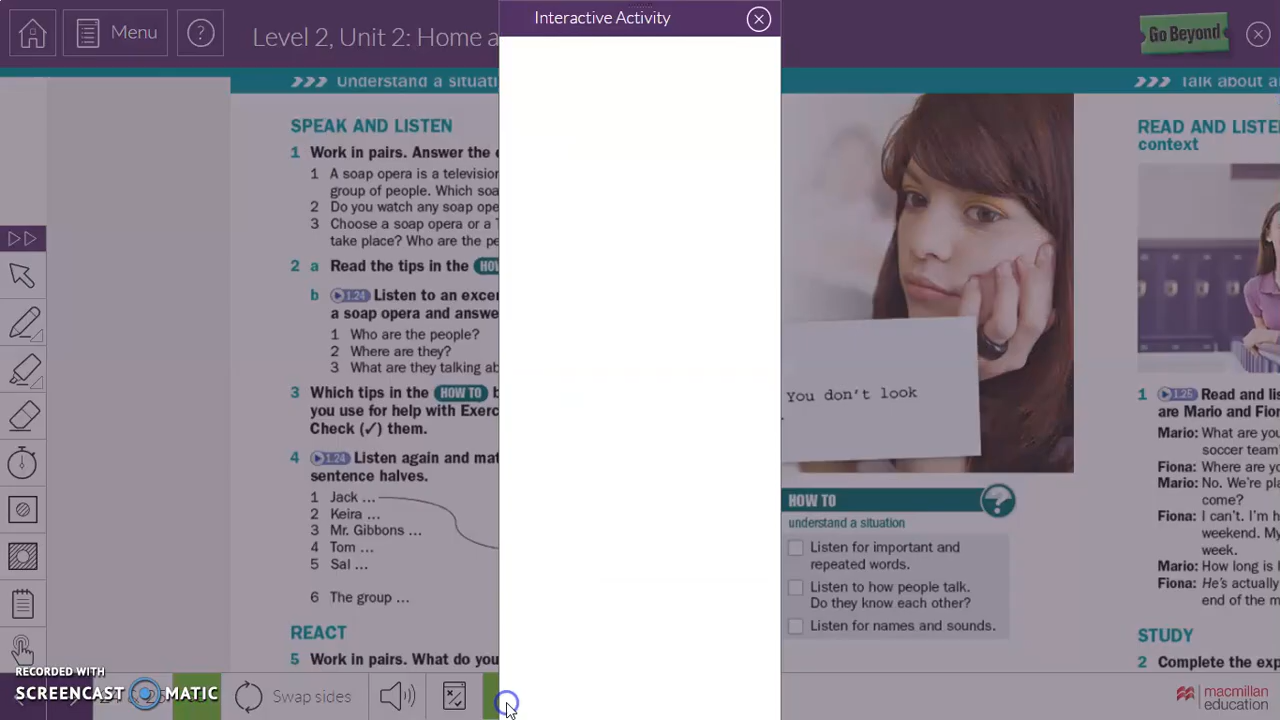 Interactive Activity
Menu
?
Level 2, Unit 2: Home a
Go Beyond
>>> Understand a situati
>>> Talk about a
SPEAK AND LISTEN
1 Work in pairs. Answer the
1 A soap opera is a television
group of people. Which soa
2 Do you watch any soap ope
3 Choose a soap opera or a T
take place? Who are the pe
2 a Read the tips in the HO
b 1.24 Listen to an excer
a soap opera and answe
1 Who are the people?
2 Where are they?
3 What are they talking ab
3 Which tips in the HOW TO b
you use for help with Exerc
Check (✓) them.
4 1.24 Listen again and mat
sentence halves.
1 Jack ...
2 Keira ...
3 Mr. Gibbons ...
4 Tom ...
5 Sal ...
6 The group ...
REACT
5 Work in pairs. What do you
You don't look
HOW TO
?
understand a situation
Listen for important and
repeated words.
Listen to how people talk.
Do they know each other?
Listen for names and sounds.
READ AND LISTE
context
1 1.25 Read and lis
are Mario and Fion
Mario: What are you
soccer team?
Fiona: Where are yo
Mario: No. We're pla
come?
Fiona: I can't. I'm h
weekend. My
week.
Mario: How long is
Fiona: He's actually
end of the m
STUDY
2 Complete the exp
RECORDED WITH
SCREENCAST MATIC
Swap sides
macmillan
education